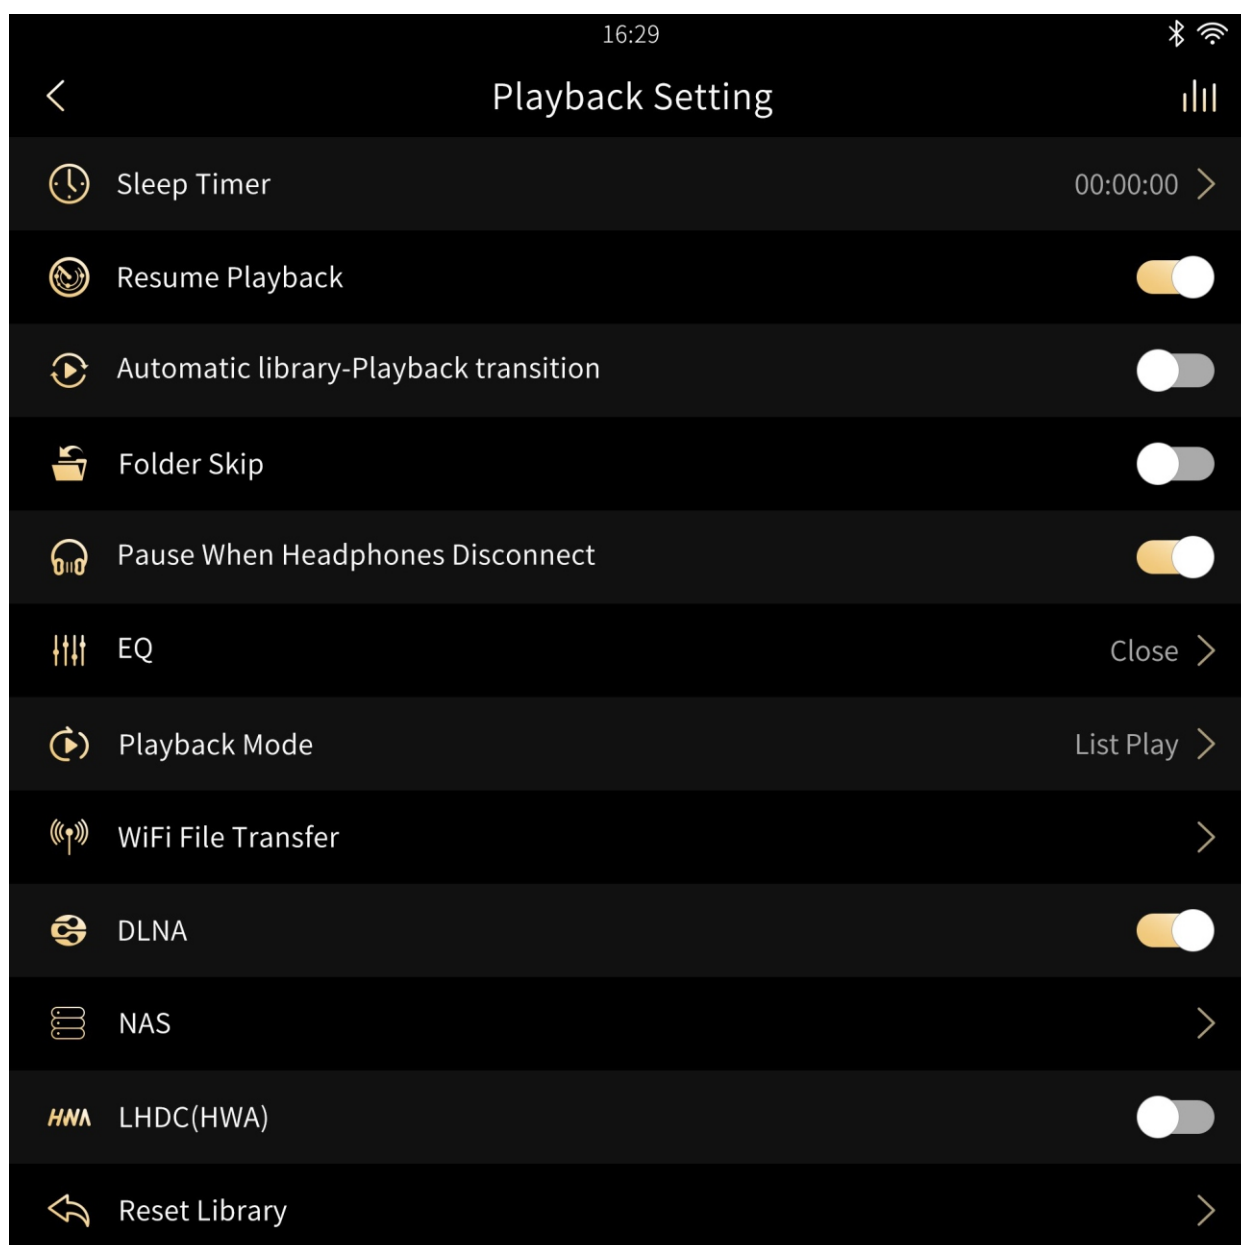 16:29
Playback Setting
Sleep Timer 00:00:00
Resume Playback
Automatic library-Playback transition
Folder Skip
Pause When Headphones Disconnect
EQ Close
Playback Mode List Play
WiFi File Transfer
DLNA
NAS
HWA LHDC(HWA)
Reset Library